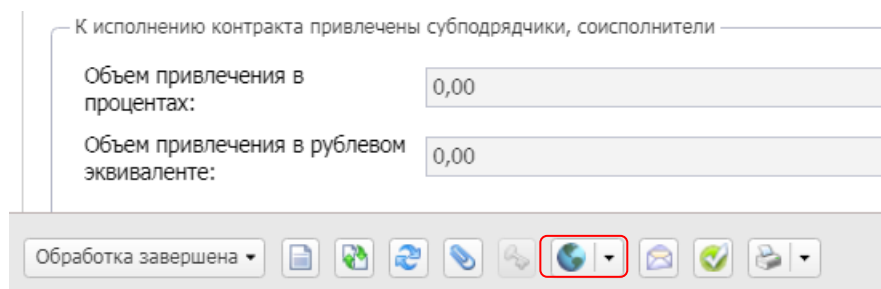 К исполнению контракта привлечены субподрядчики, соисполнители
Объем привлечения в
процентах:
0,00
Объем привлечения в рублевом
эквиваленте:
0,00
Обработка завершена